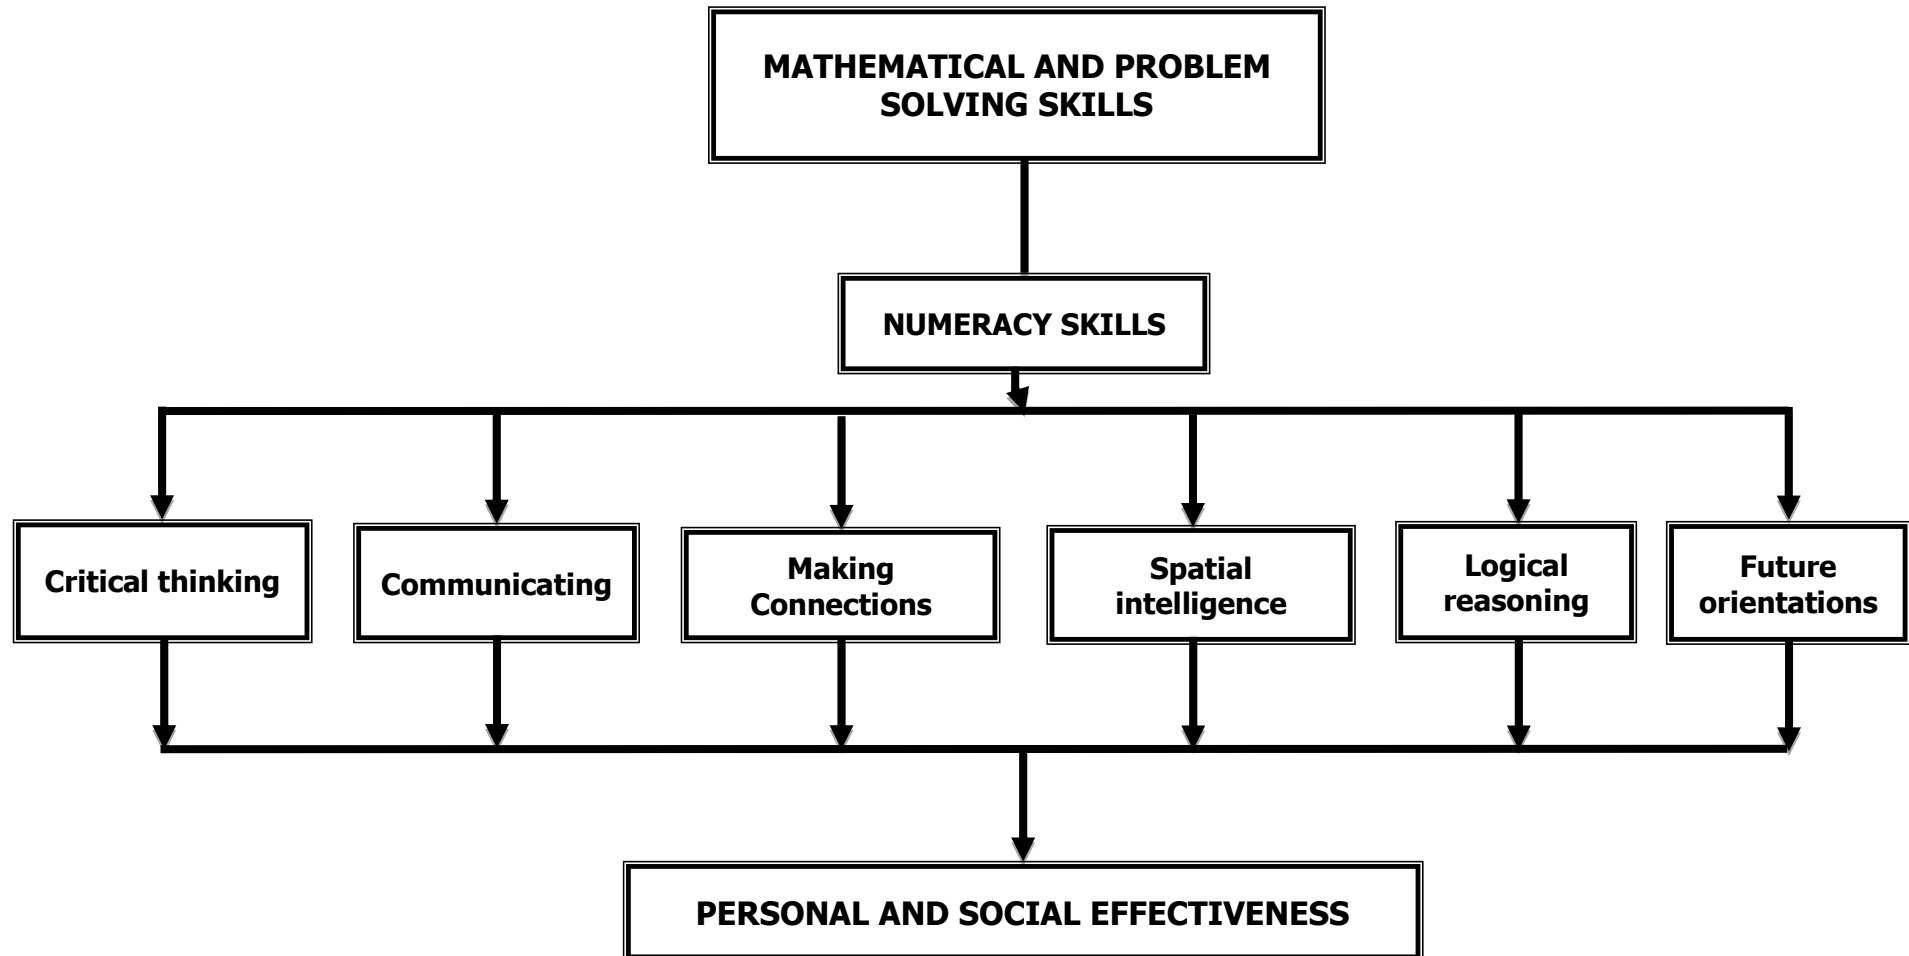 MATHEMATICAL AND PROBLEM
SOLVING SKILLS
NUMERACY SKILLS
Critical thinking
Communicating
Making
Connections
Spatial
intelligence
Logical
reasoning
Future
orientations
PERSONAL AND SOCIAL EFFECTIVENESS